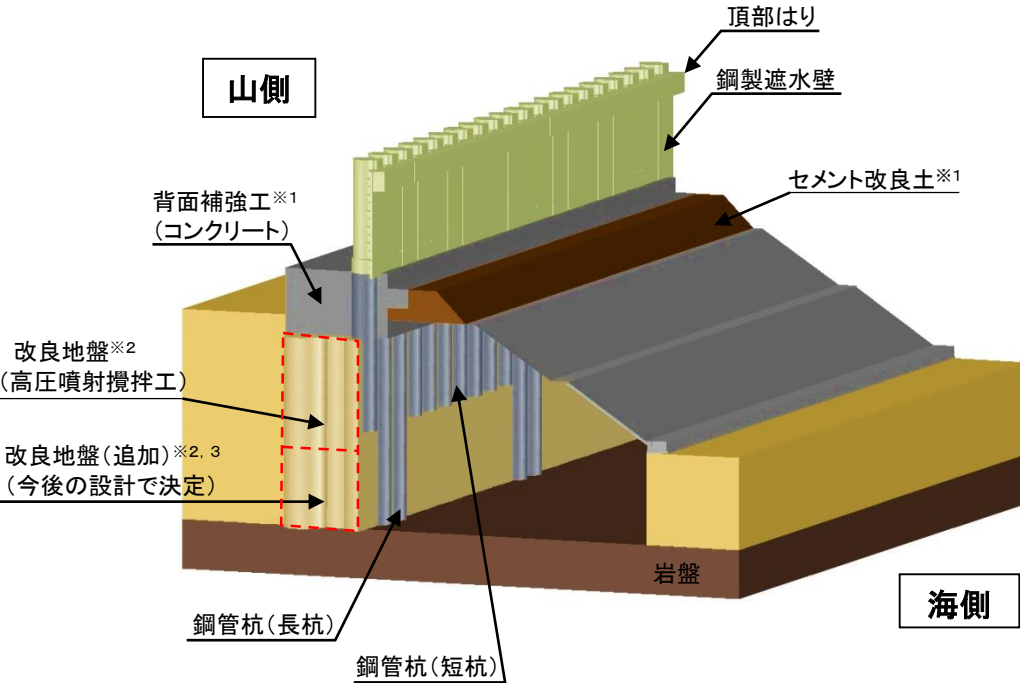 頂部はり
山側
鋼製遮水壁
セメント改良土※1
背面補強工※1
(コンクリート)
改良地盤※2
(高圧噴射攪拌工)
改良地盤(追加)※2, 3
(今後の設計で決定)
岩盤
海側
鋼管杭(長杭)
鋼管杭(短杭)